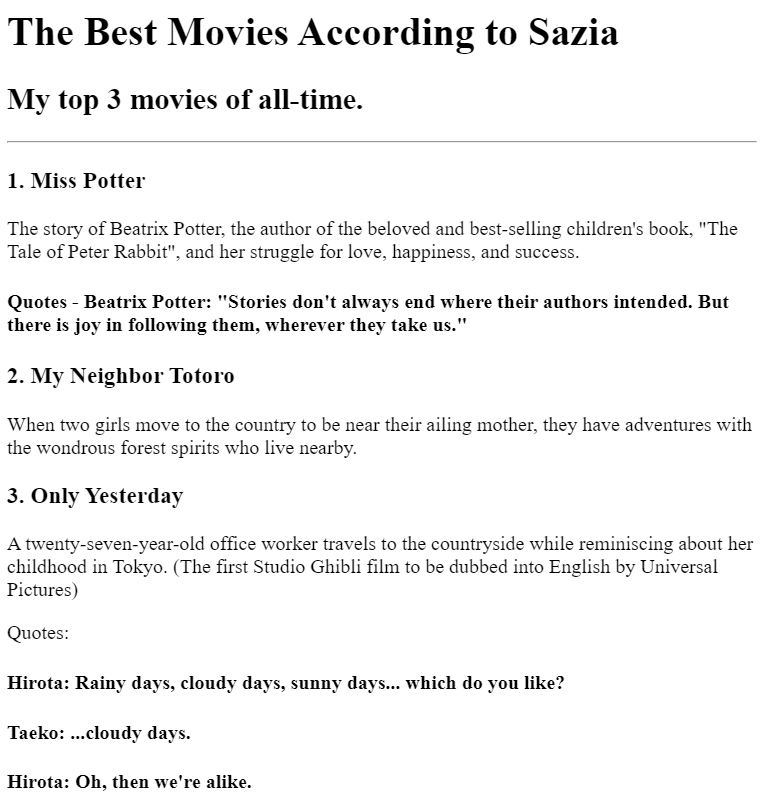 The Best Movies According to Sazia
My top 3 movies of all-time.
1. Miss Potter
The story of Beatrix Potter, the author of the beloved and best-selling children's book, "The
Tale of Peter Rabbit", and her struggle for love, happiness, and success.
Quotes - Beatrix Potter: "Stories don't always end where their authors intended. But
there is joy in following them, wherever they take us."
2. My Neighbor Totoro
When two girls move to the country to be near their ailing mother, they have adventures with
the wondrous forest spirits who live nearby.
3. Only Yesterday
A twenty-seven-year-old office worker travels to the countryside while reminiscing about her
childhood in Tokyo. (The first Studio Ghibli film to be dubbed into English by Universal
Pictures)
Quotes:
Hirota: Rainy days, cloudy days, sunny days... which do you like?
Taeko: ...cloudy days.
Hirota: Oh, then we're alike.